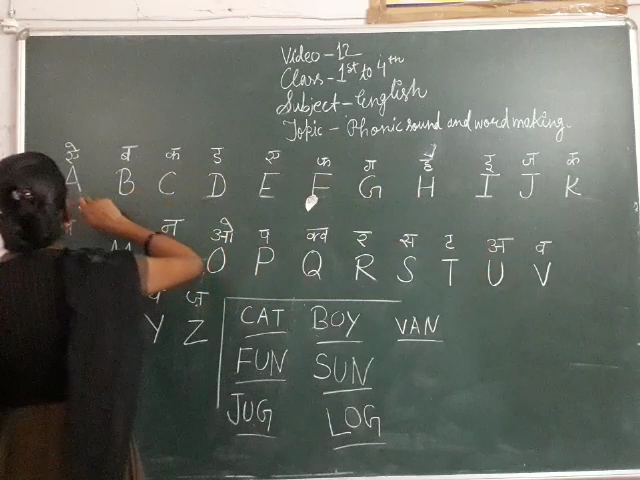 Video-12
Class-1st to 4th
Subject-English
Topic - Phonic sound and word making.
ऐ ब क ड ए फ ग हे इ ज क
A B C D E F G H I J K
न ओ प क्व र स ट अ व
M O P Q R S T U V
य ज
Y Z
CAT BOY VAN
FUN SUN
JUG LOG